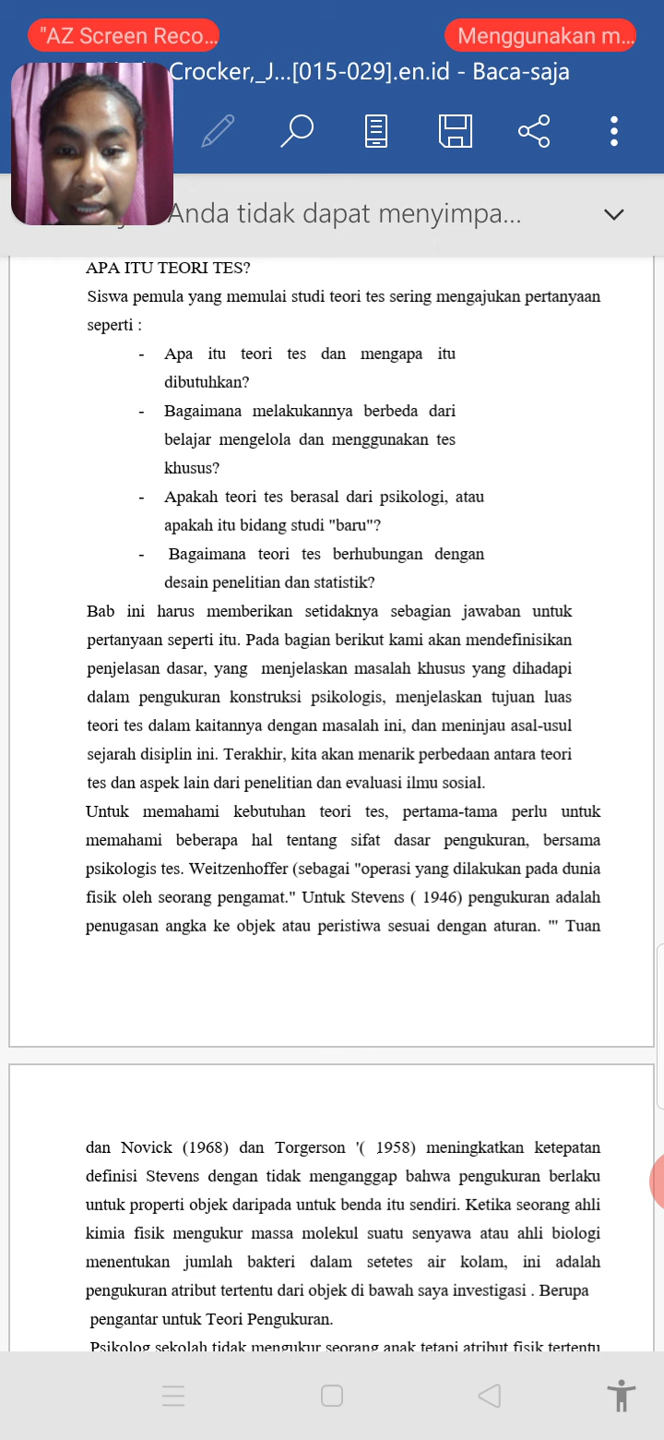 "AZ Screen Reco...
Menggunakan m...
Crocker,_J...[015-029].en.id - Baca-saja
Anda tidak dapat menyimpa...
APA ITU TEORI TES?
Siswa pemula yang memulai studi teori tes sering mengajukan pertanyaan
seperti :
- Apa itu teori tes dan mengapa itu
dibutuhkan?
- Bagaimana melakukannya berbeda dari
belajar mengelola dan menggunakan tes
khusus?
- Apakah teori tes berasal dari psikologi, atau
apakah itu bidang studi "baru"?
- Bagaimana teori tes berhubungan dengan
desain penelitian dan statistik?
Bab ini harus memberikan setidaknya sebagian jawaban untuk
pertanyaan seperti itu. Pada bagian berikut kami akan mendefinisikan
penjelasan dasar, yang menjelaskan masalah khusus yang dihadapi
dalam pengukuran konstruksi psikologis, menjelaskan tujuan luas
teori tes dalam kaitannya dengan masalah ini, dan meninjau asal-usul
sejarah disiplin ini. Terakhir, kita akan menarik perbedaan antara teori
tes dan aspek lain dari penelitian dan evaluasi ilmu sosial.
Untuk memahami kebutuhan teori tes, pertama-tama perlu untuk
memahami beberapa hal tentang sifat dasar pengukuran, bersama
psikologis tes. Weitzenhoffer (sebagai "operasi yang dilakukan pada dunia
fisik oleh seorang pengamat." Untuk Stevens ( 1946) pengukuran adalah
penugasan angka ke objek atau peristiwa sesuai dengan aturan. "' Tuan
dan Novick (1968) dan Torgerson '( 1958) meningkatkan ketepatan
definisi Stevens dengan tidak menganggap bahwa pengukuran berlaku
untuk properti objek daripada untuk benda itu sendiri. Ketika seorang ahli
kimia fisik mengukur massa molekul suatu senyawa atau ahli biologi
menentukan jumlah bakteri dalam setetes air kolam, ini adalah
pengukuran atribut tertentu dari objek di bawah saya investigasi . Berupa
pengantar untuk Teori Pengukuran.
Psikolog sekolah tidak mengukur seorang anak tetapi atribut fisik tertentu